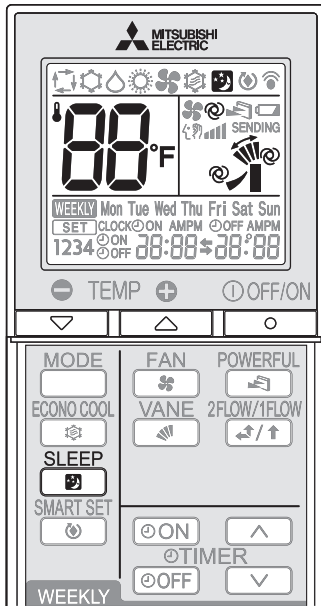 MITSUBISHI
ELECTRIC
88°F
SENDING
WEEKLY Mon Tue Wed Thu Fri Sat Sun
SET CLOCK ON AMPM OFF AMPM
1234 ON OFF 88:88 88:88
TEMP OFF/ON
MODE FAN POWERFUL
ECONO COOL VANE 2FLOW/1FLOW
SLEEP
SMART SET
ON
TIMER
OFF
WEEKLY